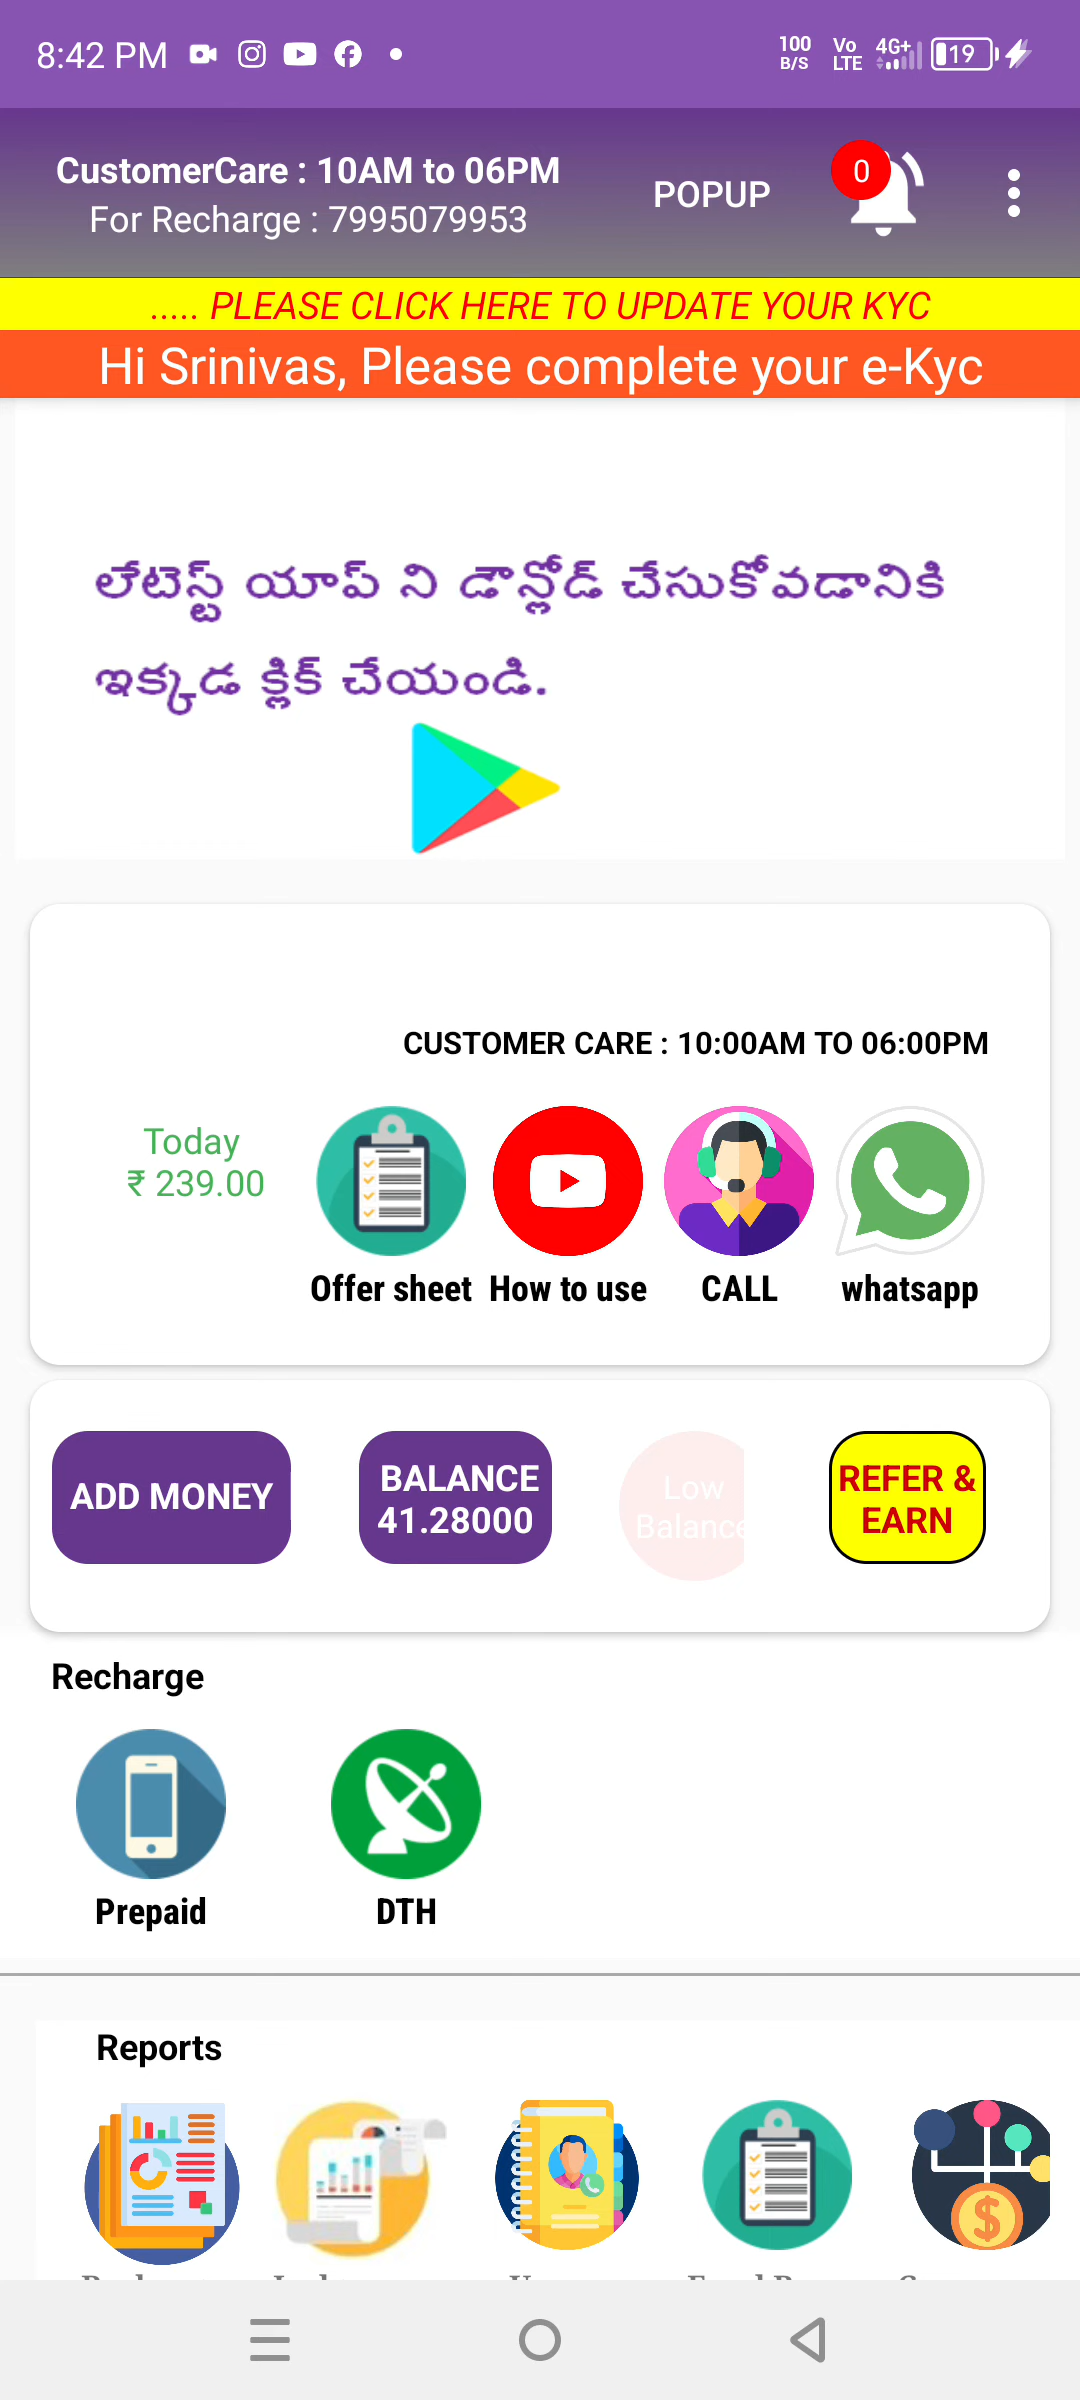 8:42 PM
100 B/S Vo LTE 4G+ 19
CustomerCare : 10AM to 06PM
For Recharge : 7995079953
POPUP
0
..... PLEASE CLICK HERE TO UPDATE YOUR KYC
Hi Srinivas, Please complete your e-Kyc
లేటెస్ట్ యాప్ ని డౌన్లోడ్ చేసుకోవడానికి
ఇక్కడ క్లిక్ చేయండి.
CUSTOMER CARE : 10:00AM TO 06:00PM
Today
₹ 239.00
Offer sheet How to use CALL whatsapp
ADD MONEY
BALANCE
41.28000
Low
Balance
REFER &
EARN
Recharge
Prepaid DTH
Reports